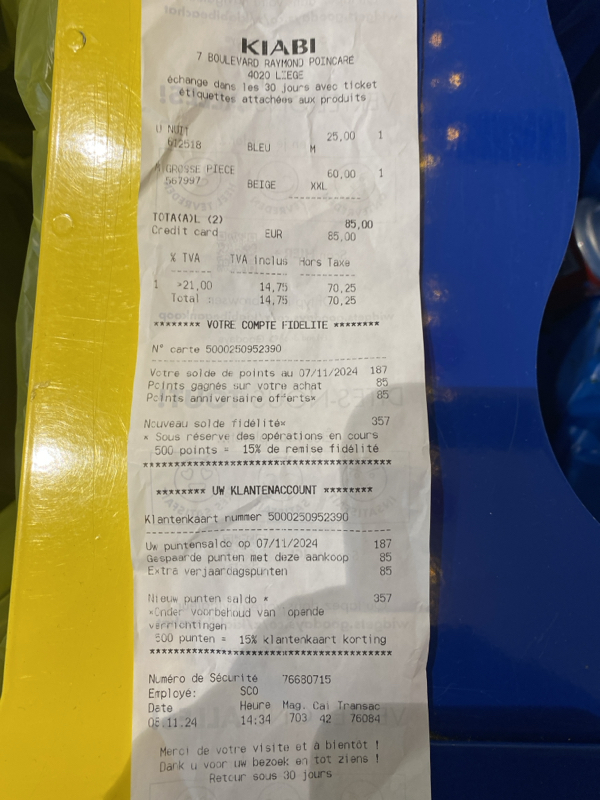 KIABI
7 BOULEVARD RAYMOND POINCARE
4020 LIEGE
échange dans les 30 jours avec ticket
étiquettes attachées aux produits
U NUIT 25,00 1
612518 BLEU M
A GROSSE PIECE 60,00 1
567997 BEIGE XXL
TOTA(A)L (2) 85,00
Credit card EUR 85,00
% TVA TVA inclus Hors Taxe
1 >21,00 14,75 70,25
Total : 14,75 70,25
******** VOTRE COMPTE FIDELITE ********
N° carte 5000250952390
Votre solde de points au 07/11/2024 187
Points gagnés sur votre achat 85
Points anniversaire offerts* 85
Nouveau solde fidélité* 357
* Sous réserve des opérations en cours
500 points = 15% de remise fidélité
******** UW KLANTENACCOUNT ********
Klantenkaart nummer 5000250952390
Uw puntensaldo op 07/11/2024 187
Gespaarde punten met deze aankoop 85
Extra verjaardagspunten 85
Nieuw punten saldo * 357
*Onder voorbehoud van lopende
verrichtingen
500 punten = 15% klantenkaart korting
Numéro de Sécurité 76680715
Employé: SCO
Date Heure Mag. Cai Transac
08.11.24 14:34 703 42 76084
Merci de votre visite et à bientôt !
Dank u voor uw bezoek en tot ziens !
Retour sous 30 jours